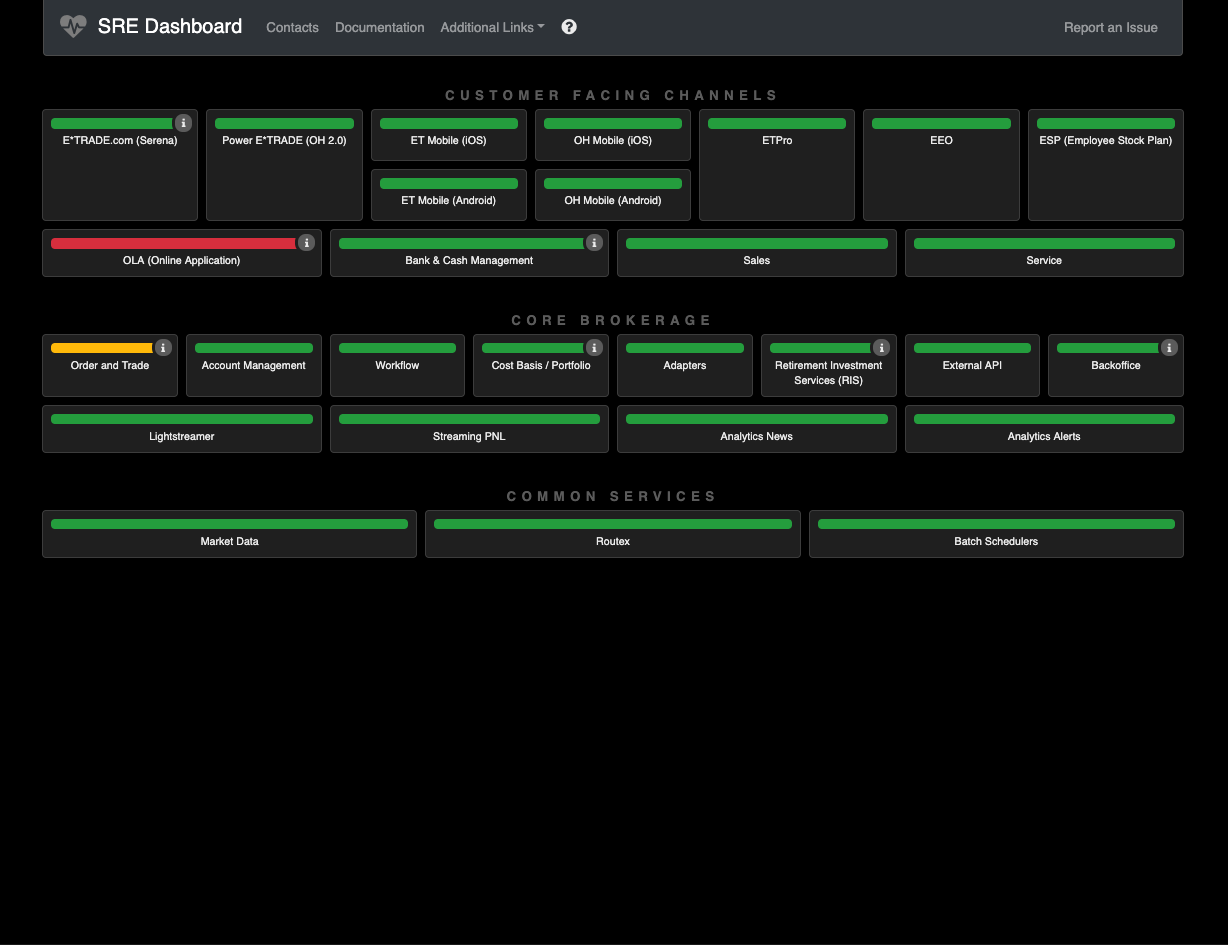 SRE Dashboard Contacts Documentation Additional Links Report an Issue
CUSTOMER FACING CHANNELS
E*TRADE.com (Serena) Power E*TRADE (OH 2.0) ET Mobile (iOS) OH Mobile (iOS) ETPro EEO ESP (Employee Stock Plan)
ET Mobile (Android) OH Mobile (Android)
OLA (Online Application) Bank & Cash Management Sales Service
CORE BROKERAGE
Order and Trade Account Management Workflow Cost Basis / Portfolio Adapters Retirement Investment External API Backoffice
Services (RIS)
Lightstreamer Streaming PNL Analytics News Analytics Alerts
COMMON SERVICES
Market Data Routex Batch Schedulers